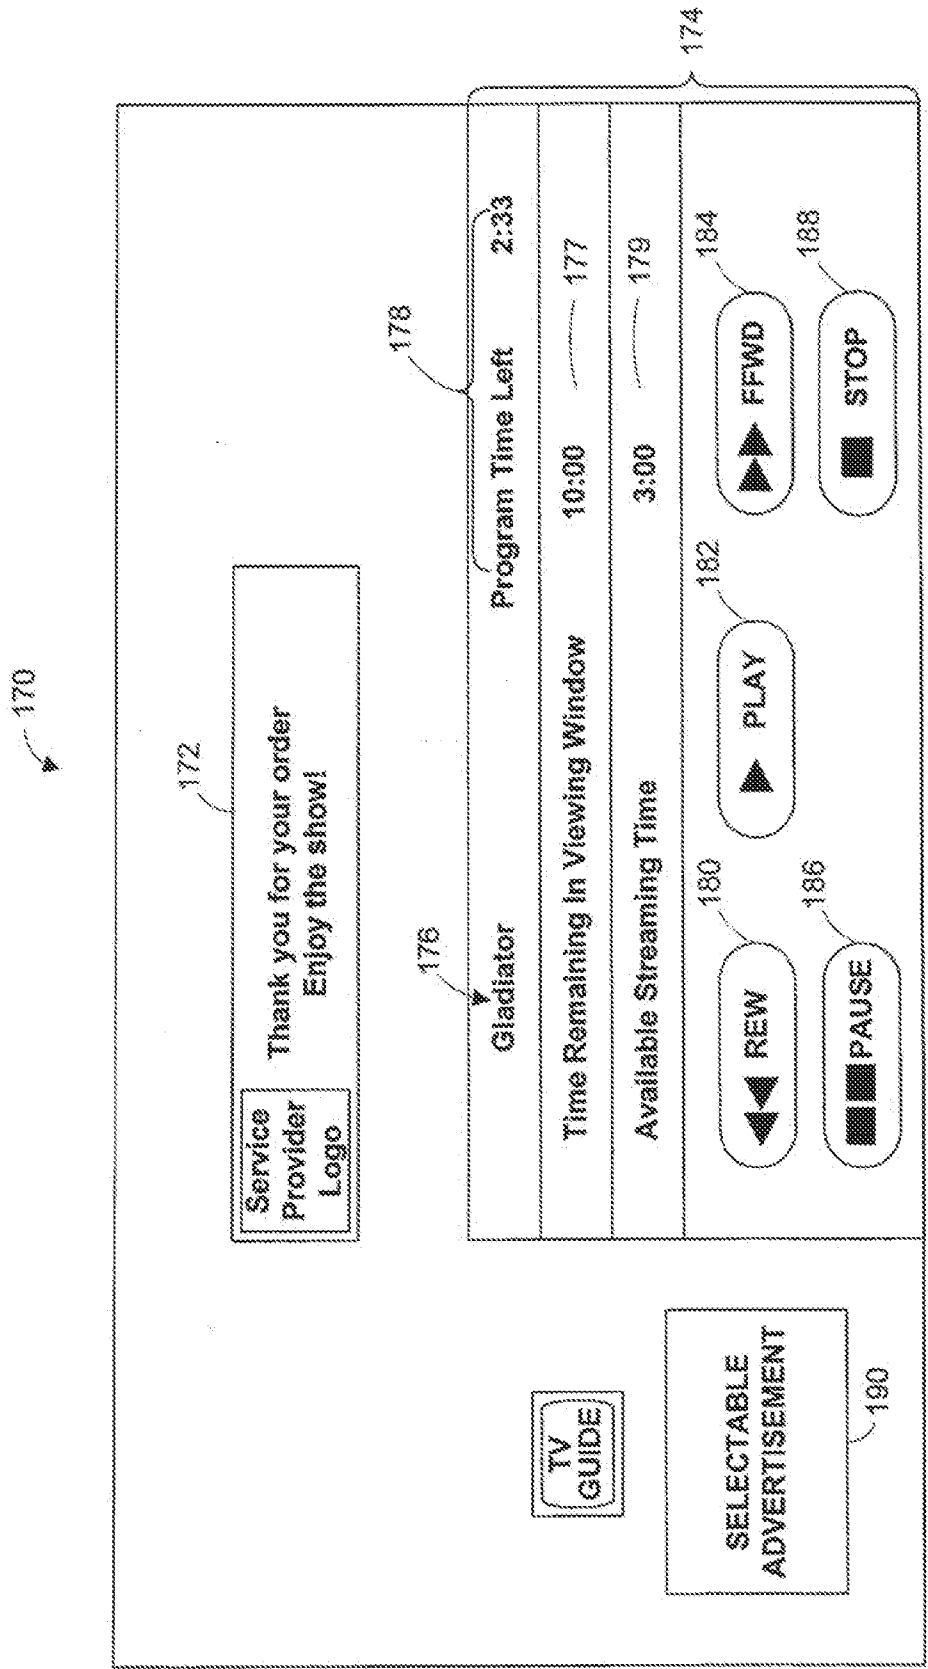 170
172
Service
Provider
Logo
Thank you for your order
Enjoy the show!
178
174
176
Gladiator Program Time Left 2:33
Time Remaining In Viewing Window 10:00 177
Available Streaming Time 3:00 179
180 182 184
REW PLAY FFWD
186 188
PAUSE STOP
TV
GUIDE
SELECTABLE
ADVERTISEMENT
190